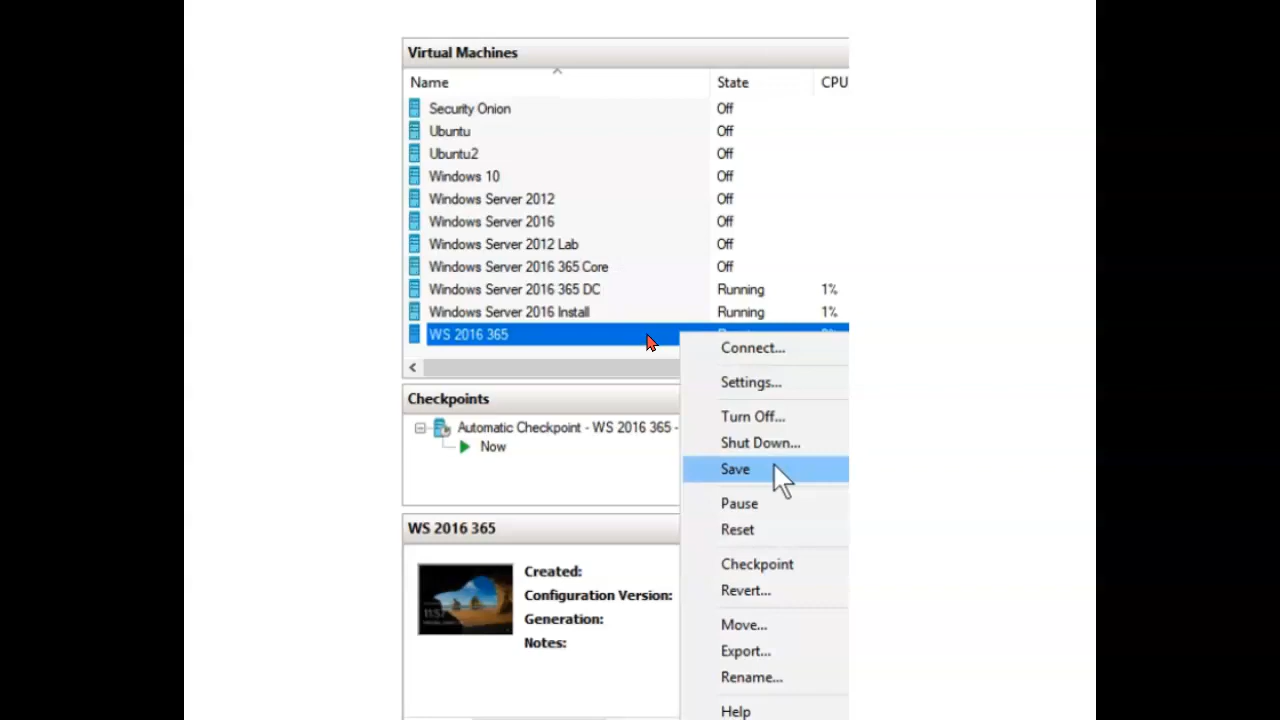 Virtual Machines
Name State CPU
Security Onion Off
Ubuntu Off
Ubuntu2 Off
Windows 10 Off
Windows Server 2012 Off
Windows Server 2016 Off
Windows Server 2012 Lab Off
Windows Server 2016 365 Core Off
Windows Server 2016 365 DC Running 1%
Windows Server 2016 Install Running 1%
WS 2016 365
Connect...
Settings...
Turn Off...
Shut Down...
Save
Pause
Reset
Checkpoint
Revert...
Move...
Export...
Rename...
Help
Checkpoints
Automatic Checkpoint - WS 2016 365 -
Now
WS 2016 365
11:57
Created:
Configuration Version:
Generation:
Notes: